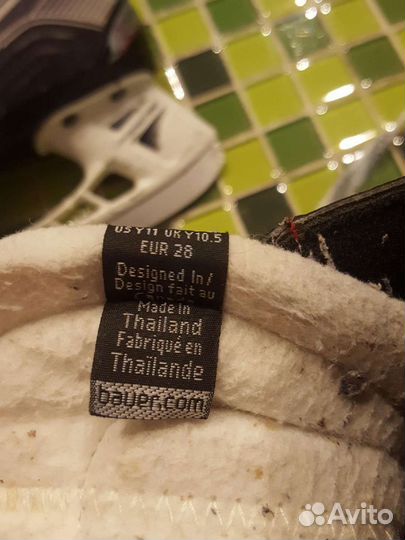 US Y11 UK Y10.5
EUR 28
Designed In/
Design fait au
Canada
Made in
Thailand
Fabriqué en
Thaïlande
bauer.com
Avito